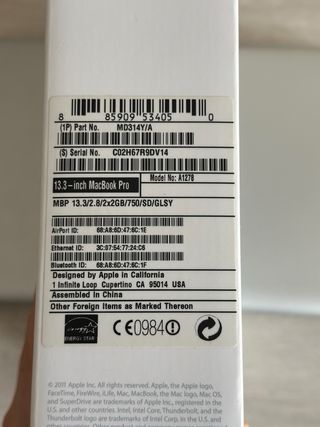 8 85909 53405 0
(1P) Part No. MD314Y/A
(S) Serial No. C02H67R9DV14
13.3-inch MacBook Pro Model No: A1278
MBP 13.3/2.8/2x2GB/750/SD/GLSY
AirPort ID: 68:A8:6D:47:6C:1E
Ethernet ID: 3C:07:54:77:24:C6
Bluetooth ID: 68:A8:6D:47:6C:1F
Designed by Apple in California
1 Infinite Loop Cupertino CA 95014 USA
Assembled In China
Other Foreign Items as Marked Thereon
ENERGY STAR
CE0984
© 2011 Apple Inc. All rights reserved. Apple, the Apple logo,
FaceTime, FireWire, iLife, Mac, MacBook, the Mac logo, Mac OS,
and SuperDrive are trademarks of Apple Inc., registered in the
U.S. and other countries. Intel, Intel Core, Thunderbolt, and the
Thunderbolt logo are trademarks of Intel Corp. in the U.S. and